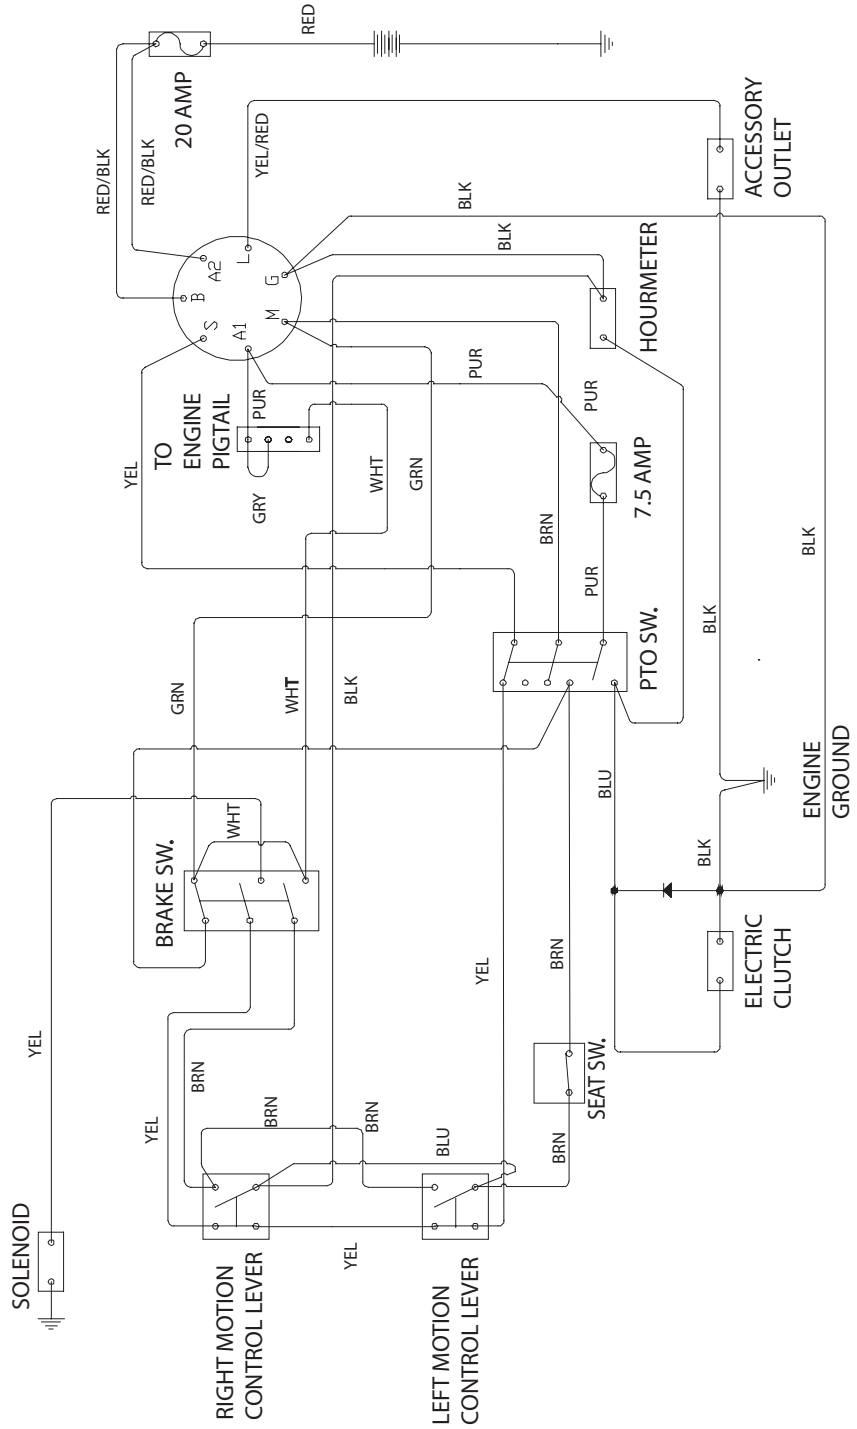 RED
20 AMP
RED/BLK
RED/BLK
YEL/RED
ACCESSORY
OUTLET
BLK
BLK
B
A2
L
S
G
A1
M
HOURMETER
TO
ENGINE
PIGTAIL
PUR
PUR
PUR
YEL
GRY
WHT
GRN
7.5 AMP
BRN
BLK
PUR
BLK
PTO SW.
GRN
WHT
BLK
BLU
ENGINE
GROUND
WHT
BRAKE SW.
BLK
ELECTRIC
CLUTCH
YEL
BRN
YEL
SEAT SW.
BRN
YEL
BRN
BRN
BLU
BRN
SOLENOID
YEL
RIGHT MOTION
CONTROL LEVER
LEFT MOTION
CONTROL LEVER